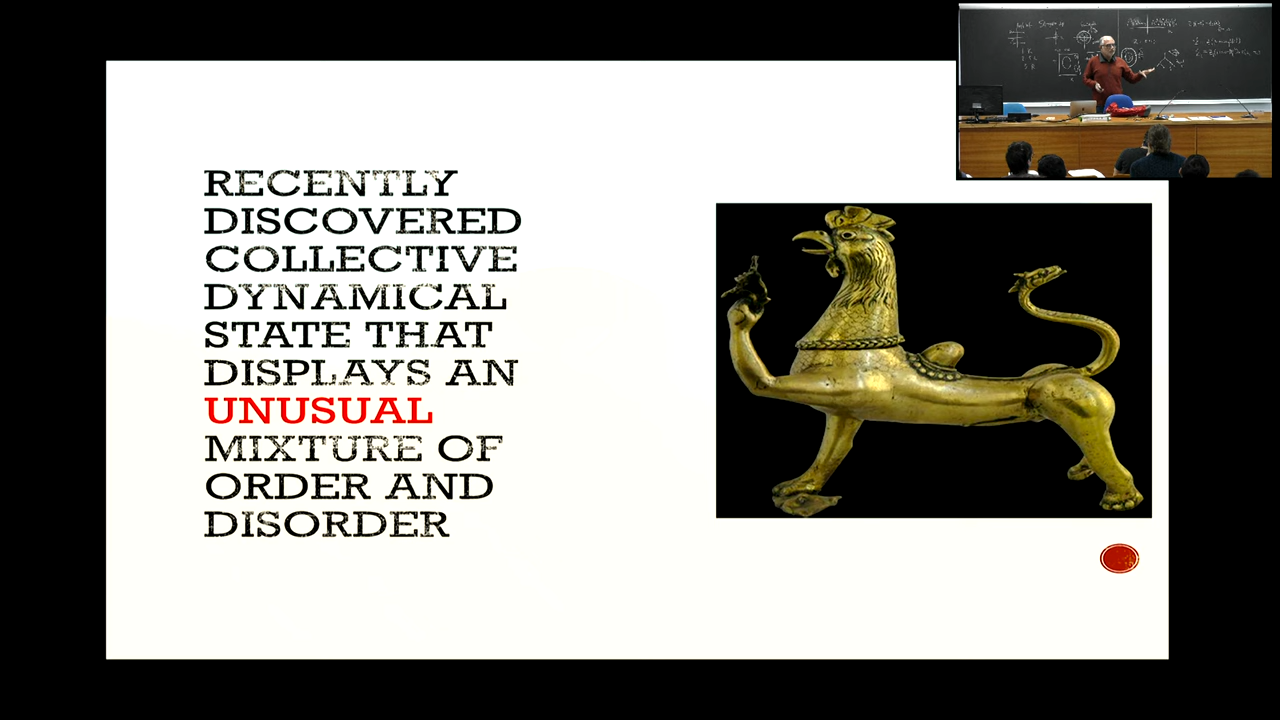 RECENTLY
DISCOVERED
COLLECTIVE
DYNAMICAL
STATE THAT
DISPLAYS AN
UNUSUAL
MIXTURE OF
ORDER AND
DISORDER